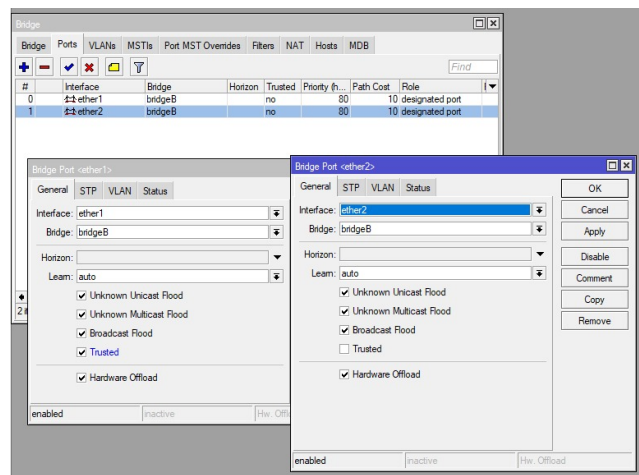 Bridge
Bridge Ports VLANs MSTIs Port MST Overrides Filters NAT Hosts MDB
Find
# Interface Bridge Horizon Trusted Priority (h... Path Cost Role
0 ether1 bridgeB no 80 10 designated port
1 ether2 bridgeB no 80 10 designated port
Bridge Port <ether1>
General STP VLAN Status
Interface: ether1
Bridge: bridgeB
Horizon:
Learn: auto
Unknown Unicast Flood
Unknown Multicast Flood
Broadcast Flood
Trusted
Hardware Offload
enabled inactive Hw. Offl
Bridge Port <ether2>
General STP VLAN Status
Interface: ether2
Bridge: bridgeB
Horizon:
Learn: auto
Unknown Unicast Flood
Unknown Multicast Flood
Broadcast Flood
Trusted
Hardware Offload
enabled inactive Hw. Offload
OK
Cancel
Apply
Disable
Comment
Copy
Remove